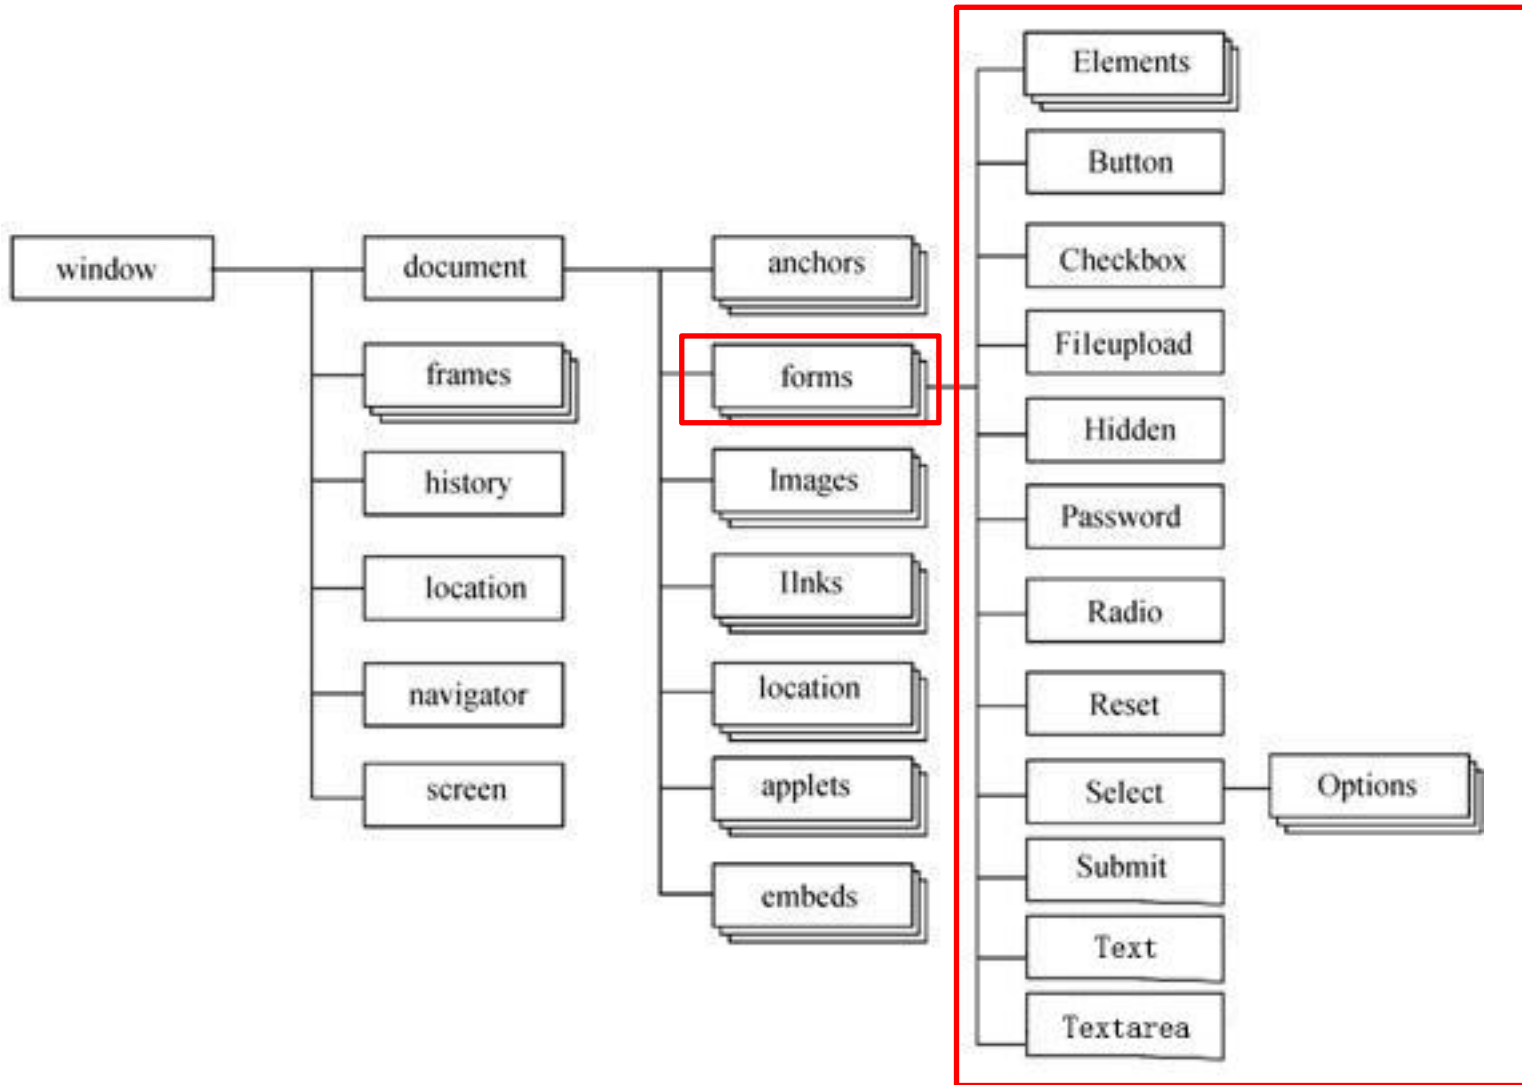 window
document
frames
history
location
navigator
screen
anchors
forms
Images
IInks
location
applets
embeds
Elements
Button
Checkbox
Fileupload
Hidden
Password
Radio
Reset
Select
Options
Submit
Text
Textarea